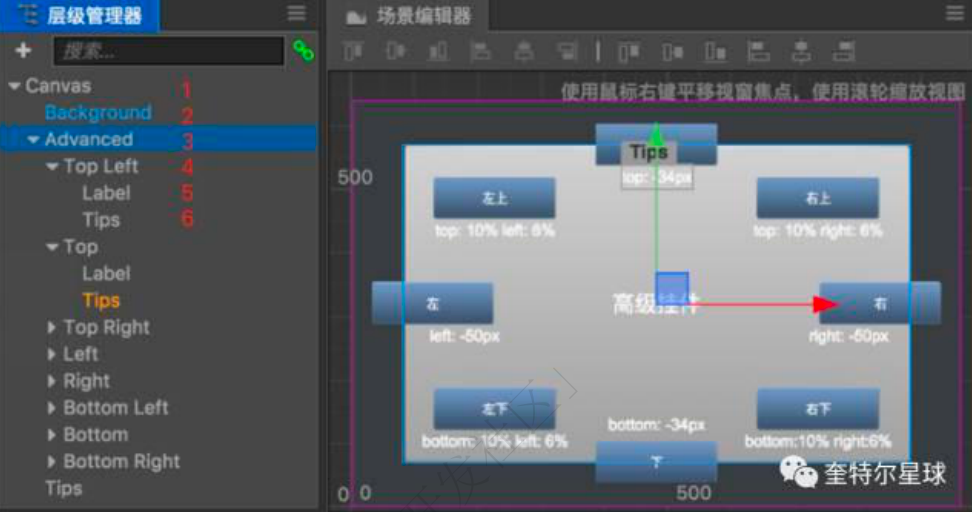 层级管理器
搜索...
Canvas 1
Background 2
Advanced 3
Top Left 4
Label 5
Tips 6
Top
Label
Tips
Top Right
Left
Right
Bottom Left
Bottom
Bottom Right
Tips
场景编辑器
使用鼠标右键平移视窗焦点，使用滚轮缩放视图
500
Tips
top: -34px
左上
右上
top: 10% left: 6%
top: 10% right: 6%
左
高级挂件
右
left: -50px
right: -50px
左下
右下
bottom: -34px
bottom: 10% left: 6%
bottom:10% right:6%
下
奎特尔星球
0 0
500